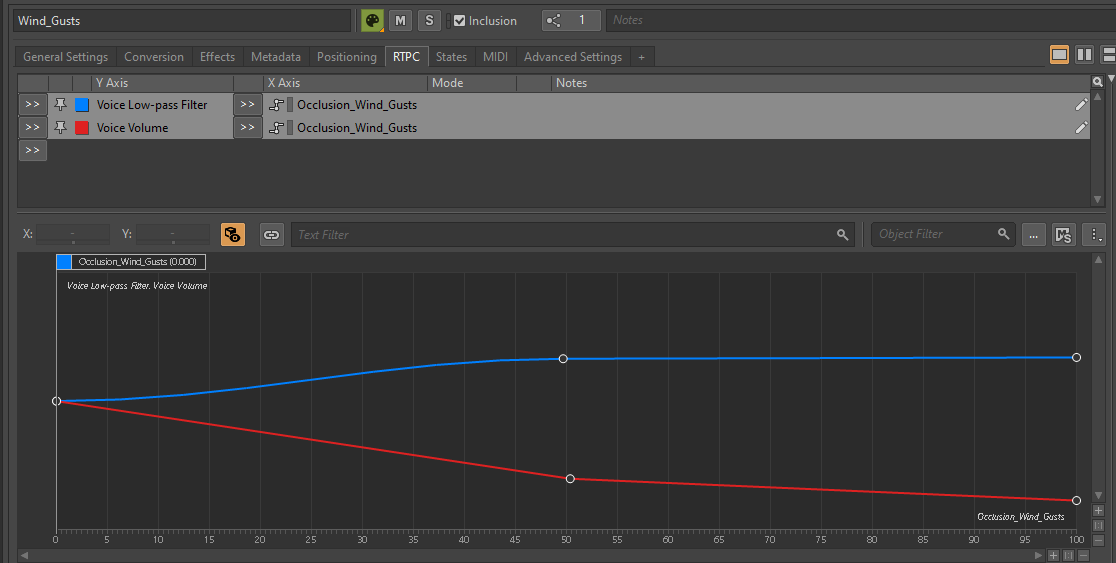 Wind_Gusts M S Inclusion 1 Notes
General Settings Conversion Effects Metadata Positioning RTPC States MIDI Advanced Settings +
Y Axis X Axis Mode Notes
>> Voice Low-pass Filter >> Occlusion_Wind_Gusts
>> Voice Volume >> Occlusion_Wind_Gusts
>>
X: - Y: - Text Filter Object Filter ... MS
Occlusion_Wind_Gusts (0.000)
Voice Low-pass Filter, Voice Volume
Occlusion_Wind_Gusts
0 5 10 15 20 25 30 35 40 45 50 55 60 65 70 75 80 85 90 95 100